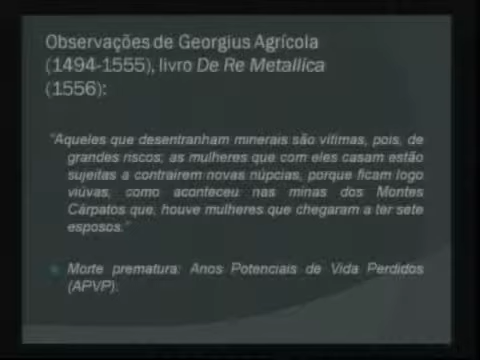 Observações de Georgius Agrícola
(1494-1555), livro De Re Metallica
(1556):
"Aqueles que desentranham minerais são vítimas, pois, de
grandes riscos; as mulheres que com eles casam estão
sujeitas a contraírem novas núpcias, porque ficam logo
viúvas, como aconteceu nas minas dos Montes
Cárpatos que, houve mulheres que chegaram a ter sete
esposos."
Morte prematura: Anos Potenciais de Vida Perdidos
(APVP).